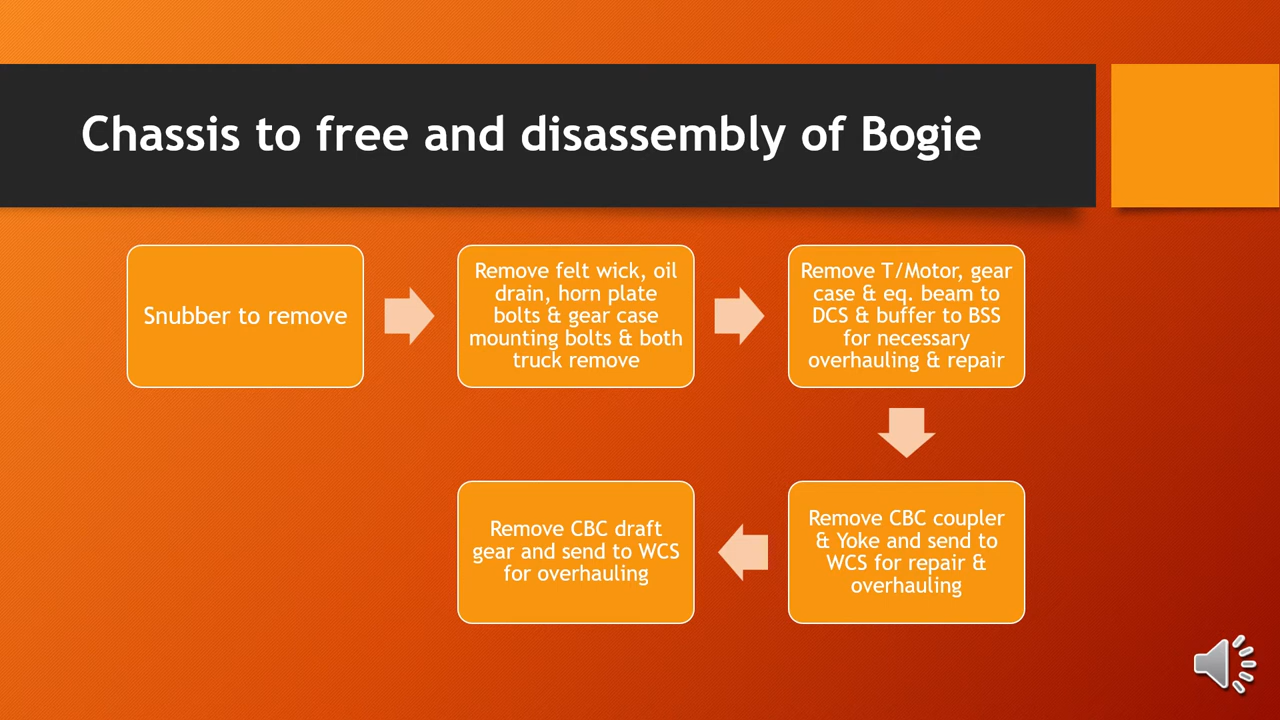 Chassis to free and disassembly of Bogie
Snubber to remove
Remove felt wick, oil
drain, horn plate
bolts & gear case
mounting bolts & both
truck remove
Remove T/Motor, gear
case & eq. beam to
DCS & buffer to BSS
for necessary
overhauling & repair
Remove CBC coupler
& Yoke and send to
WCS for repair &
overhauling
Remove CBC draft
gear and send to WCS
for overhauling